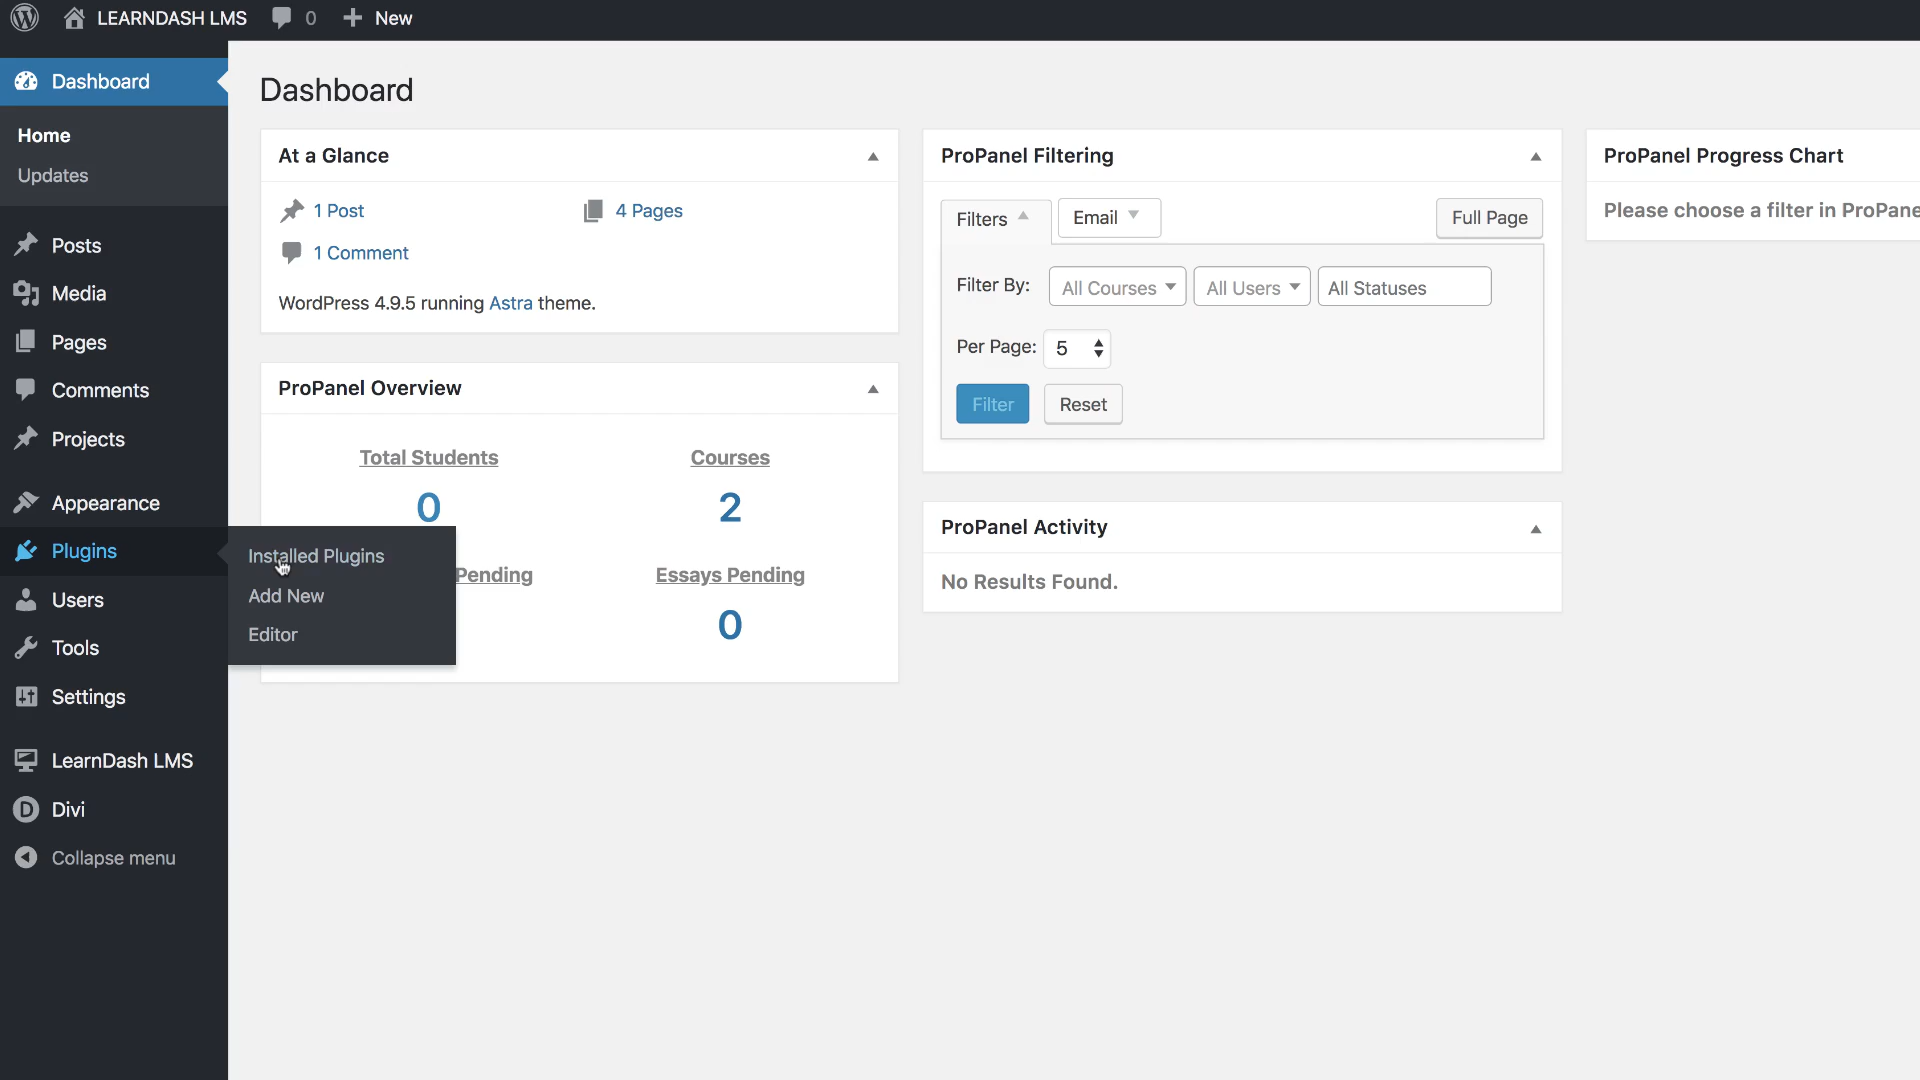 LEARNDASH LMS 0 New
Dashboard
Home
Updates
Posts
Media
Pages
Comments
Projects
Appearance
Plugins
Users
Tools
Settings
LearnDash LMS
Divi
Collapse menu
Installed Plugins
Add New
Editor
Dashboard
At a Glance
1 Post 4 Pages
1 Comment
WordPress 4.9.5 running Astra theme.
ProPanel Overview
Total Students Courses
0 2
Pending Essays Pending
0
ProPanel Filtering
Filters Email Full Page
Filter By: All Courses All Users All Statuses
Per Page: 5
Filter Reset
ProPanel Activity
No Results Found.
ProPanel Progress Chart
Please choose a filter in ProPane